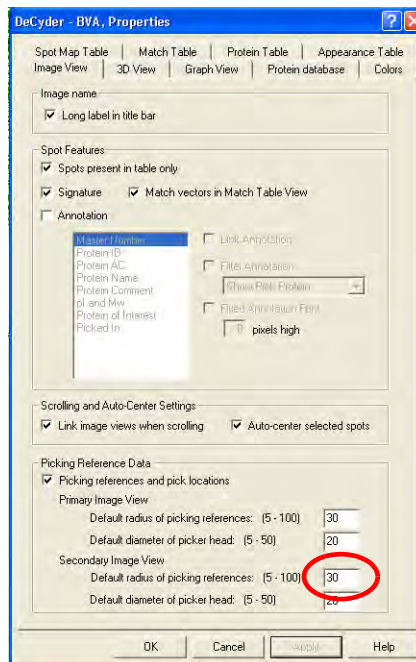 DeCyder - BVA, Properties
Spot Map Table Match Table Protein Table Appearance Table
Image View 3D View Graph View Protein database Colors
Image name
Long label in title bar
Spot Features
Spots present in table only
Signature Match vectors in Match Table View
Annotation
Master Number
Protein ID
Protein AC
Protein Name
Protein Comment
pI and Mw
Protein of Interest
Picked In
Link Annotation
Filter Annotation
Show Pick Protein
Fixed Annotation Font
8 pixels high
Scrolling and Auto-Center Settings
Link image views when scrolling Auto-center selected spots
Picking Reference Data
Picking references and pick locations
Primary Image View
Default radius of picking references: (5 - 100) 30
Default diameter of picker head: (5 - 50) 20
Secondary Image View
Default radius of picking references: (5 - 100) 30
Default diameter of picker head: (5 - 50) 20
OK Cancel Apply Help